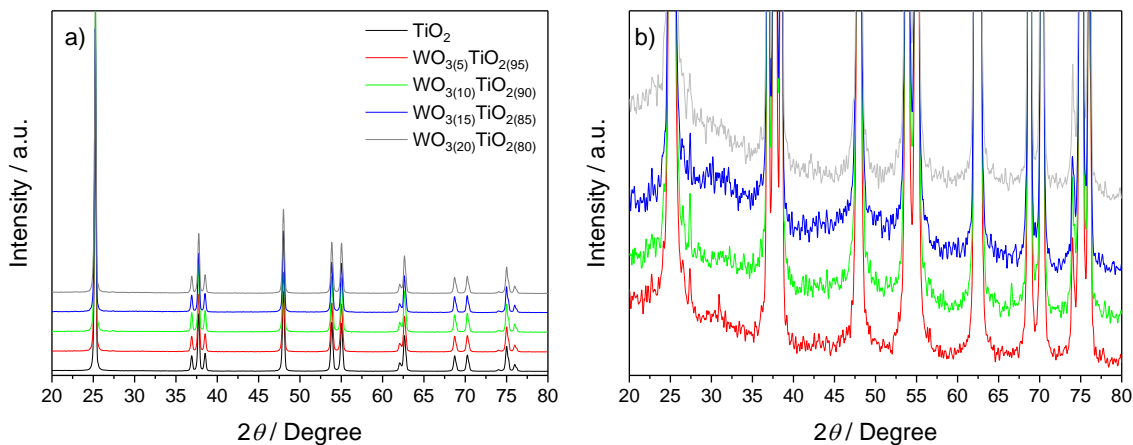 a)
TiO2
WO3(5)TiO2(95)
WO3(10)TiO2(90)
WO3(15)TiO2(85)
WO3(20)TiO2(80)
Intensity / a.u.
20 25 30 35 40 45 50 55 60 65 70 75 80
2θ / Degree
b)
Intensity / a.u.
20 25 30 35 40 45 50 55 60 65 70 75 80
2θ / Degree